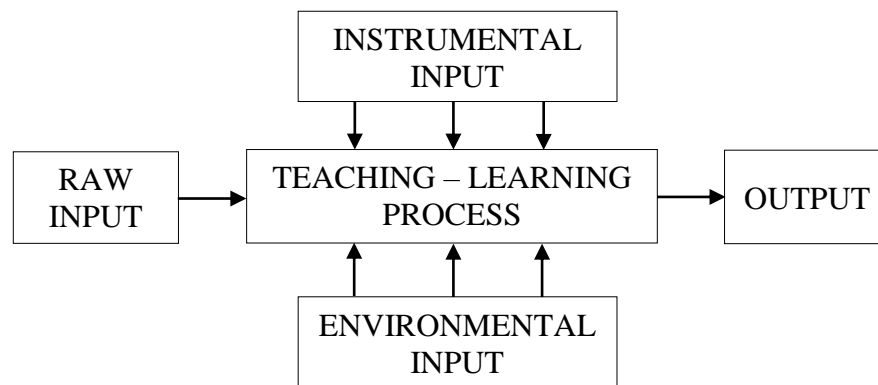 INSTRUMENTAL
INPUT
RAW
INPUT
TEACHING – LEARNING
PROCESS
OUTPUT
ENVIRONMENTAL
INPUT